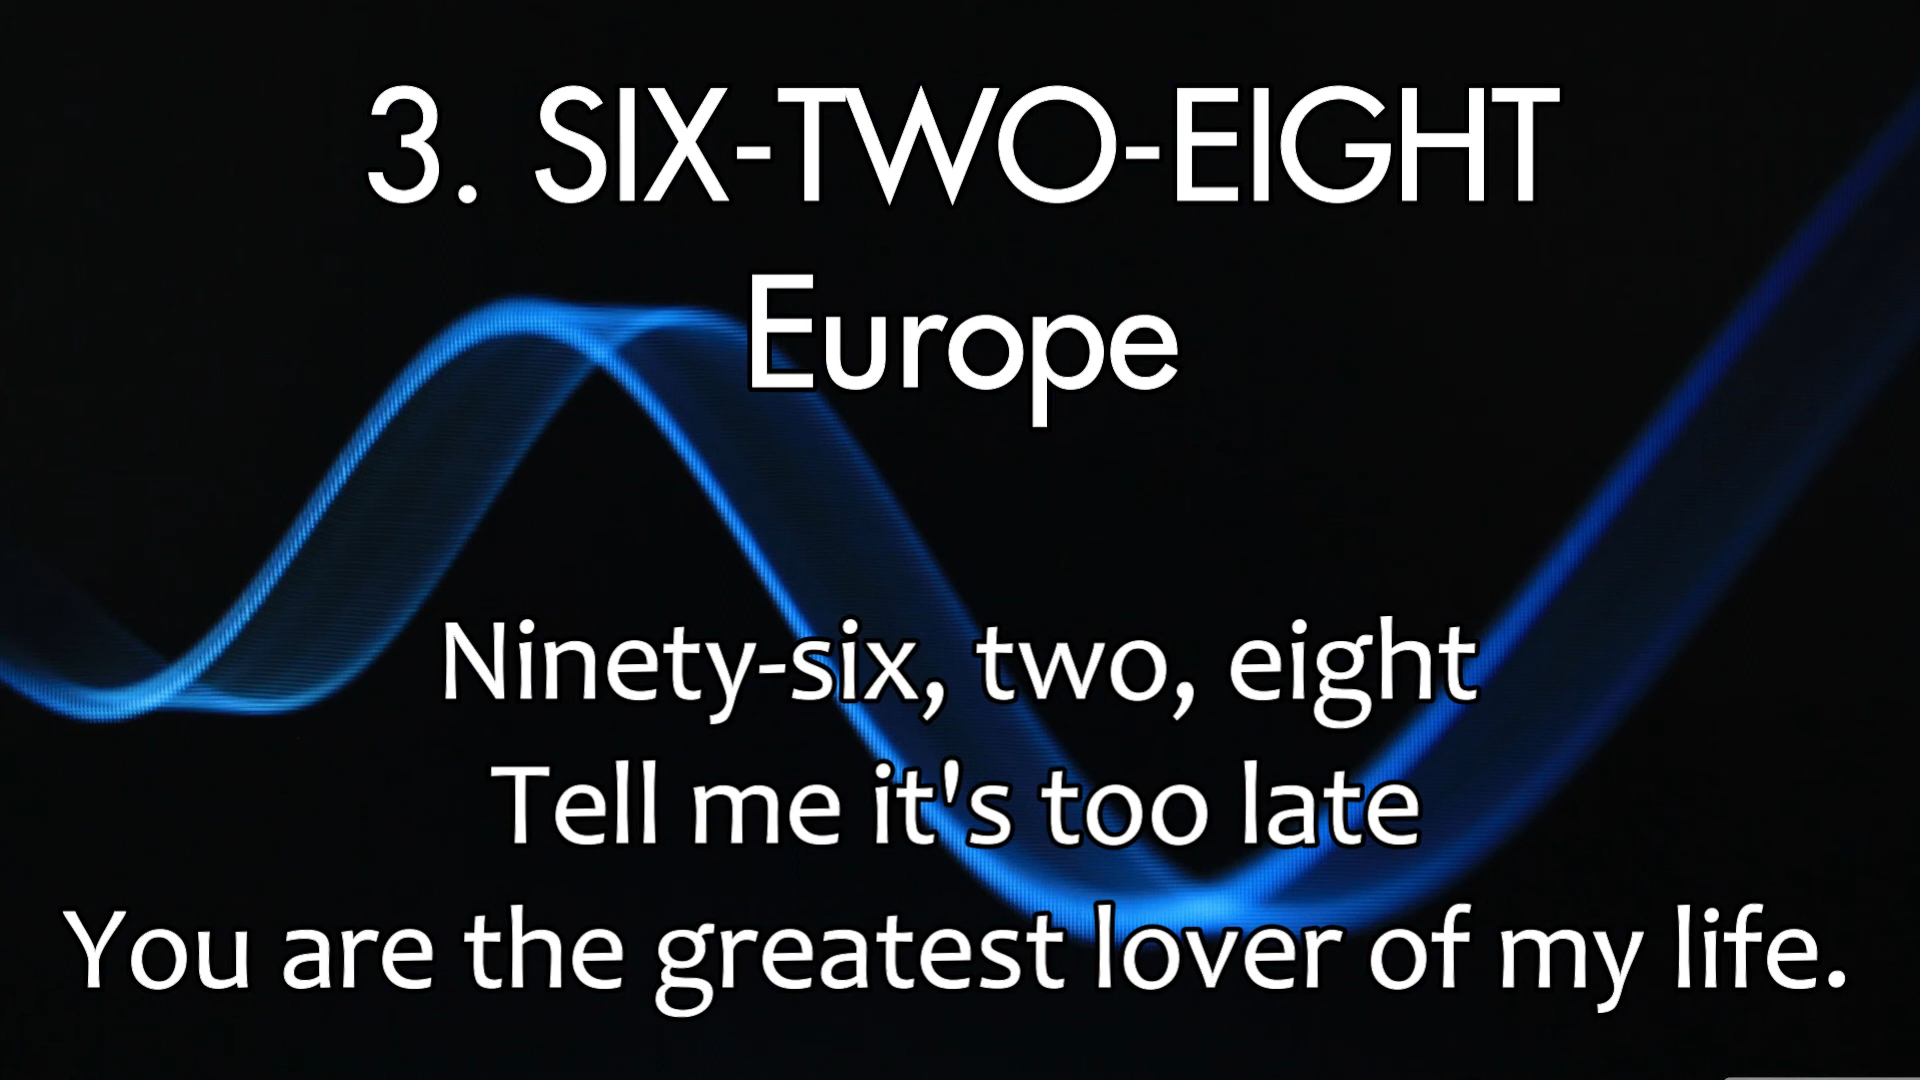 3. SIX-TWO-EIGHT
Europe
Ninety-six, two, eight
Tell me it's too late
You are the greatest lover of my life.